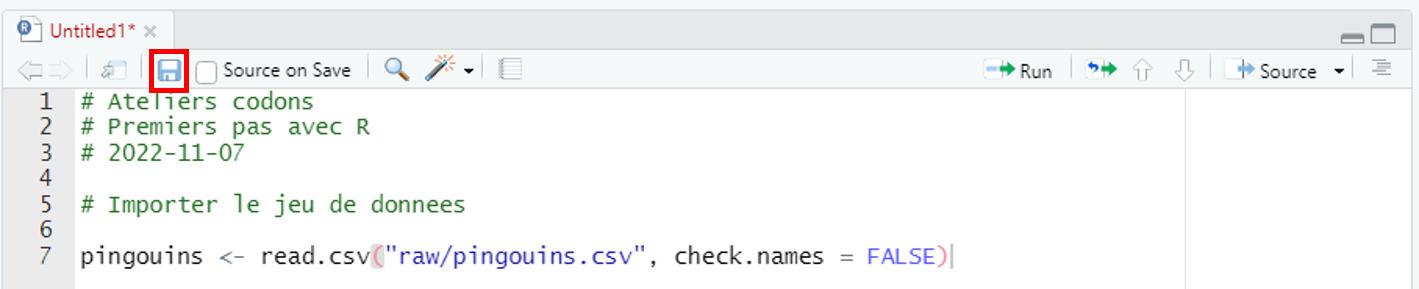 Untitled1*
Source on Save Run Source
1 # Ateliers codons
2 # Premiers pas avec R
3 # 2022-11-07
4
5 # Importer le jeu de donnees
6
7 pingouins <- read.csv("raw/pingouins.csv", check.names = FALSE)